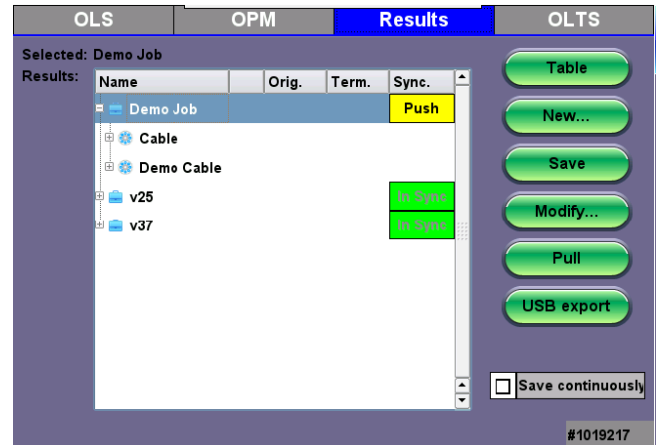 OLS OPM Results OLTS
Selected: Demo Job
Results:
Name Orig. Term. Sync.
Demo Job Push
Cable
Demo Cable
v25 In Sync
v37 In Sync
Table
New...
Save
Modify...
Pull
USB export
Save continuously
#1019217